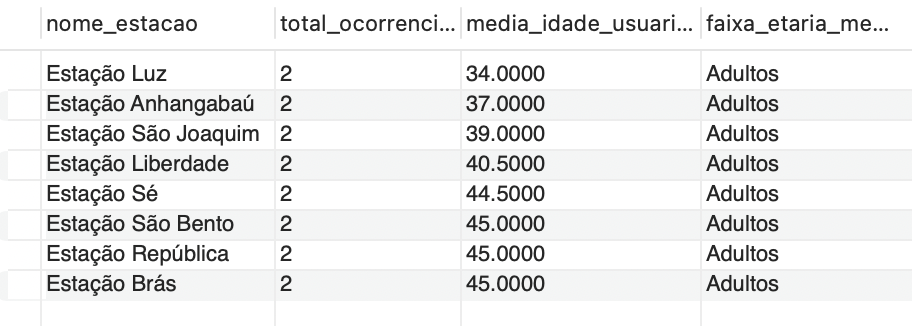 nome_estacao total_ocorrenci... media_idade_usuari... faixa_etaria_me...
Estação Luz 2 34.0000 Adultos
Estação Anhangabaú 2 37.0000 Adultos
Estação São Joaquim 2 39.0000 Adultos
Estação Liberdade 2 40.5000 Adultos
Estação Sé 2 44.5000 Adultos
Estação São Bento 2 45.0000 Adultos
Estação República 2 45.0000 Adultos
Estação Brás 2 45.0000 Adultos